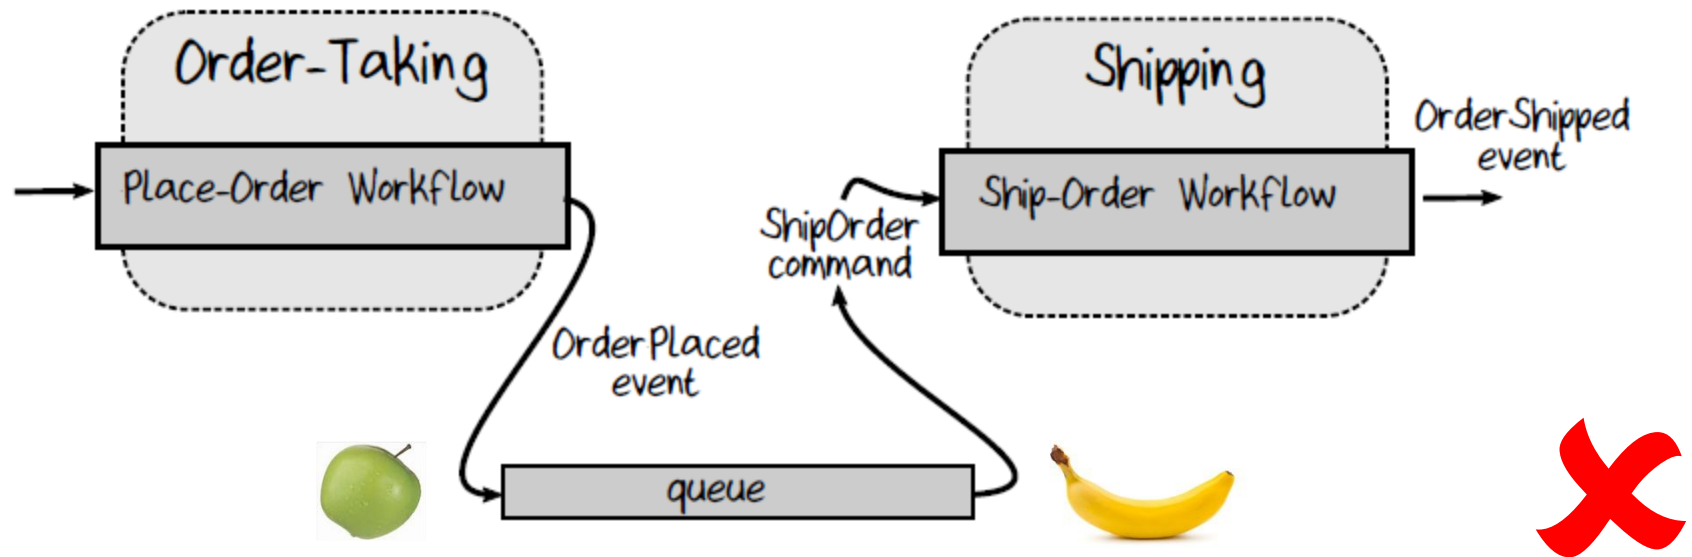 Order-Taking
Place-Order Workflow
OrderPlaced
event
queue
ShipOrder
command
Shipping
Ship-Order Workflow
OrderShipped
event